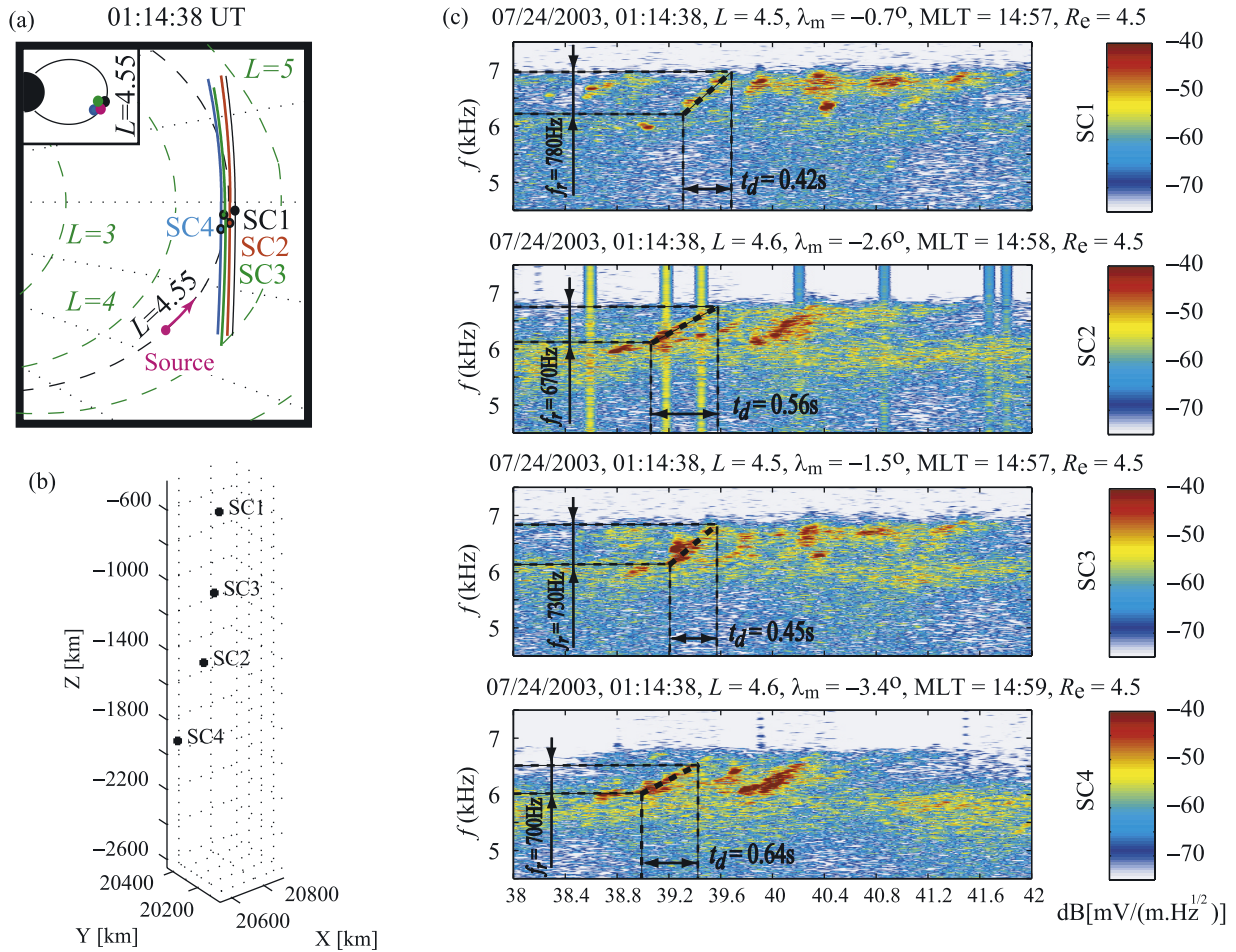 (a)
01:14:38 UT
L=4.55
L=5
L=3
L=4
L=4.55
SC4
SC1
SC2
SC3
Source
(b)
−600
−1000
−1400
−1800
−2200
−2600
Z [km]
SC1
SC3
SC2
SC4
20400
20200
Y [km]
20800
20600
X [km]
(c)
07/24/2003, 01:14:38, L = 4.5, λm = −0.7º, MLT = 14:57, Re = 4.5
f (kHz)
7
6
5
fr = 780Hz
td = 0.42s
SC1
−40
−50
−60
−70
07/24/2003, 01:14:38, L = 4.6, λm = −2.6º, MLT = 14:58, Re = 4.5
f (kHz)
7
6
5
fr = 670Hz
td = 0.56s
SC2
−40
−50
−60
−70
07/24/2003, 01:14:38, L = 4.5, λm = −1.5º, MLT = 14:57, Re = 4.5
f (kHz)
7
6
5
fr = 730Hz
td = 0.45s
SC3
−40
−50
−60
−70
07/24/2003, 01:14:38, L = 4.6, λm = −3.4º, MLT = 14:59, Re = 4.5
f (kHz)
7
6
5
fr = 700Hz
td = 0.64s
SC4
−40
−50
−60
−70
38 38.4 38.8 39.2 39.6 40 40.4 40.8 41.2 41.6 42
dB[mV/(m.Hz^1/2)]